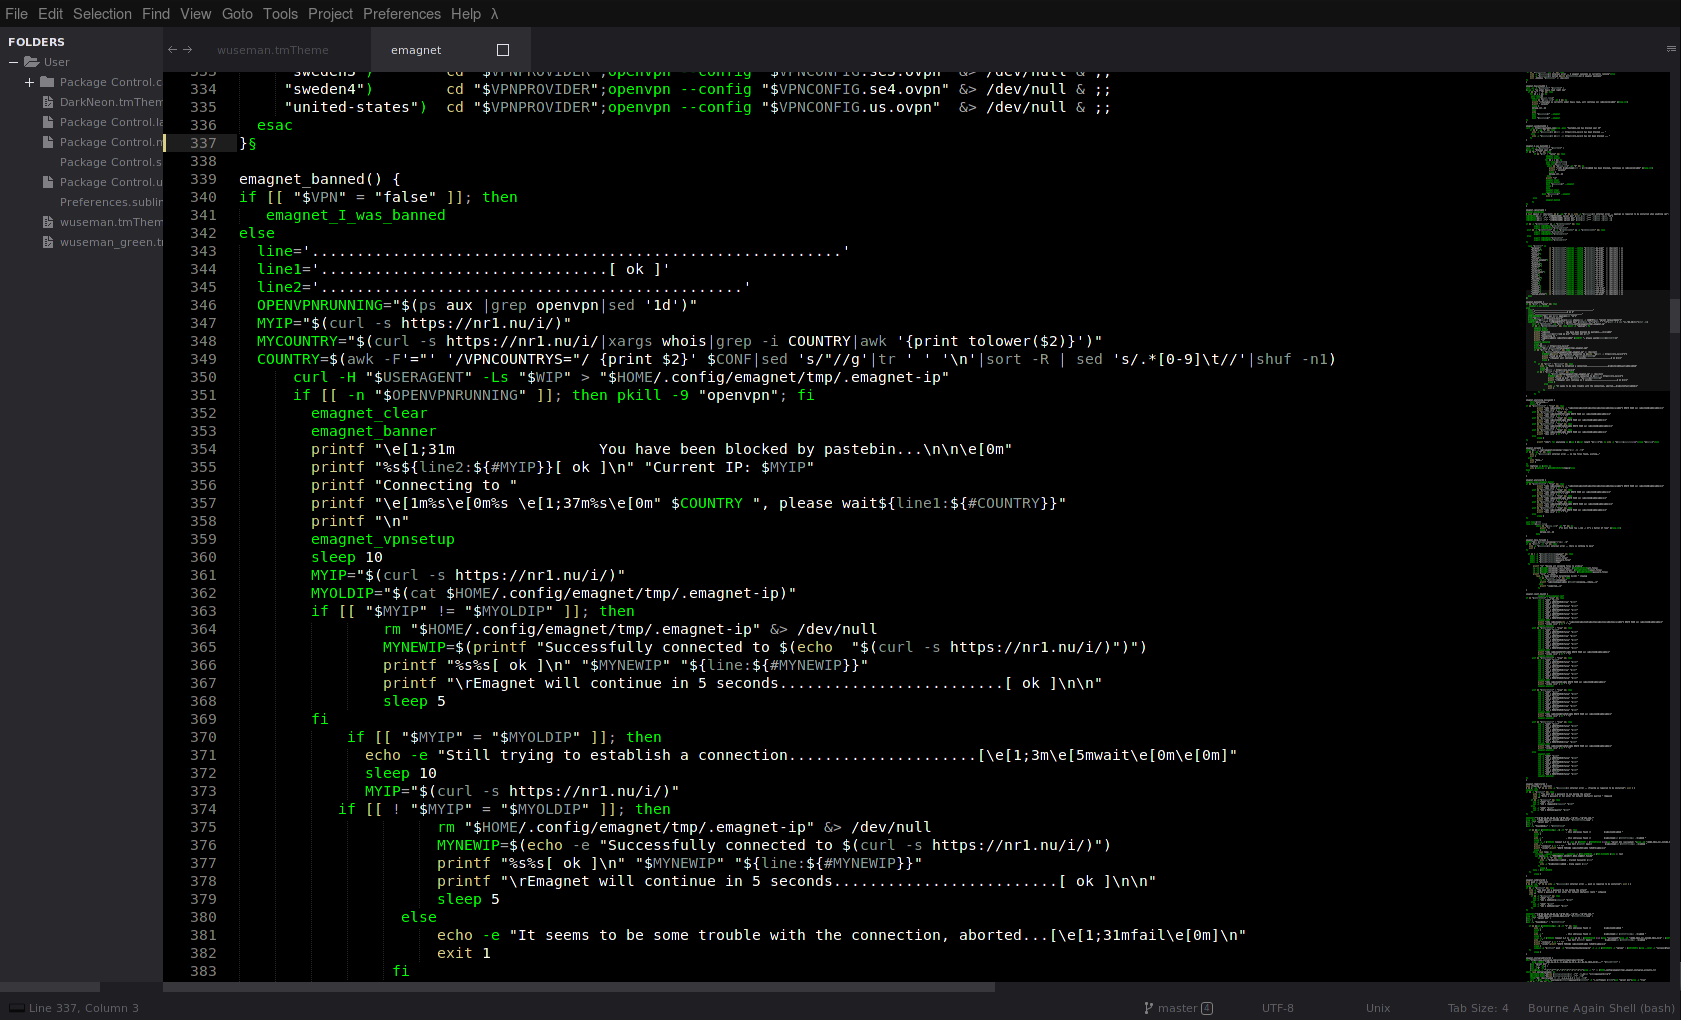 File Edit Selection Find View Goto Tools Project Preferences Help λ
FOLDERS
User
Package Control.c
DarkNeon.tmThem
Package Control.la
Package Control.m
Package Control.s
Package Control.u
Preferences.sublim
wuseman.tmThem
wuseman_green.tm
wuseman.tmTheme
emagnet
335 "sweden3") cd "$VPNPROVIDER";openvpn --config "$VPNCONFIG.se3.ovpn" &> /dev/null & ;;
334 "sweden4") cd "$VPNPROVIDER";openvpn --config "$VPNCONFIG.se4.ovpn" &> /dev/null & ;;
335 "united-states") cd "$VPNPROVIDER";openvpn --config "$VPNCONFIG.us.ovpn" &> /dev/null & ;;
336 esac
337 }§
338
339 emagnet_banned() {
340 if [[ "$VPN" = "false" ]]; then
341 emagnet_I_was_banned
342 else
343 line='...........................................................'
344 line1='................................[ ok ]'
345 line2='...............................................'
346 OPENVPNRUNNING="$(ps aux |grep openvpn|sed '1d')"
347 MYIP="$(curl -s https://nr1.nu/i/)"
348 MYCOUNTRY="$(curl -s https://nr1.nu/i/|xargs whois|grep -i COUNTRY|awk '{print tolower($2)}')"
349 COUNTRY=$(awk -F'="' '/VPNCOUNTRYS="/ {print $2}' $CONF|sed 's/"//g'|tr ' ' '\n'|sort -R | sed 's/.*[0-9]\t//'|shuf -n1)
350 curl -H "$USERAGENT" -Ls "$WIP" > "$HOME/.config/emagnet/tmp/.emagnet-ip"
351 if [[ -n "$OPENVPNRUNNING" ]]; then pkill -9 "openvpn"; fi
352 emagnet_clear
353 emagnet_banner
354 printf "\e[1;31m You have been blocked by pastebin...\n\n\e[0m"
355 printf "%s${line2:${#MYIP}}[ ok ]\n" "Current IP: $MYIP"
356 printf "Connecting to "
357 printf "\e[1m%s\e[0m%s \e[1;37m%s\e[0m" $COUNTRY ", please wait${line1:${#COUNTRY}}"
358 printf "\n"
359 emagnet_vpnsetup
360 sleep 10
361 MYIP="$(curl -s https://nr1.nu/i/)"
362 MYOLDIP="$(cat $HOME/.config/emagnet/tmp/.emagnet-ip)"
363 if [[ "$MYIP" != "$MYOLDIP" ]]; then
364 rm "$HOME/.config/emagnet/tmp/.emagnet-ip" &> /dev/null
365 MYNEWIP=$(printf "Successfully connected to $(echo "$(curl -s https://nr1.nu/i/)")")
366 printf "%s%s[ ok ]\n" "$MYNEWIP" "${line:${#MYNEWIP}}"
367 printf "\rEmagnet will continue in 5 seconds.........................[ ok ]\n\n"
368 sleep 5
369 fi
370 if [[ "$MYIP" = "$MYOLDIP" ]]; then
371 echo -e "Still trying to establish a connection.....................[\e[1;3m\e[5mwait\e[0m\e[0m]"
372 sleep 10
373 MYIP="$(curl -s https://nr1.nu/i/)"
374 if [[ ! "$MYIP" = "$MYOLDIP" ]]; then
375 rm "$HOME/.config/emagnet/tmp/.emagnet-ip" &> /dev/null
376 MYNEWIP=$(echo -e "Successfully connected to $(curl -s https://nr1.nu/i/)")
377 printf "%s%s[ ok ]\n" "$MYNEWIP" "${line:${#MYNEWIP}}"
378 printf "\rEmagnet will continue in 5 seconds.........................[ ok ]\n\n"
379 sleep 5
380 else
381 echo -e "It seems to be some trouble with the connection, aborted...[\e[1;31mfail\e[0m]\n"
382 exit 1
383 fi
Line 337, Column 3
master 4 UTF-8 Unix Tab Size: 4 Bourne Again Shell (bash)